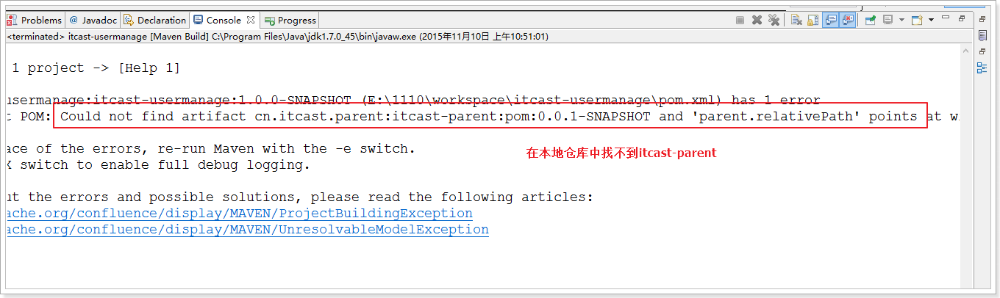 Problems @ Javadoc Declaration Console Progress
<terminated> itcast-usermanage [Maven Build] C:\Program Files\Java\jdk1.7.0_45\bin\javaw.exe (2015年11月10日 上午10:51:01)
1 project -> [Help 1]
usermanage:itcast-usermanage:1.0.0-SNAPSHOT (E:\1110\workspace\itcast-usermanage\pom.xml) has 1 error
t POM: Could not find artifact cn.itcast.parent:itcast-parent:pom:0.0.1-SNAPSHOT and 'parent.relativePath' points at w
ace of the errors, re-run Maven with the -e switch.
在本地仓库中找不到itcast-parent
X switch to enable full debug logging.
ut the errors and possible solutions, please read the following articles:
ache.org/confluence/display/MAVEN/ProjectBuildingException
ache.org/confluence/display/MAVEN/UnresolvableModelException